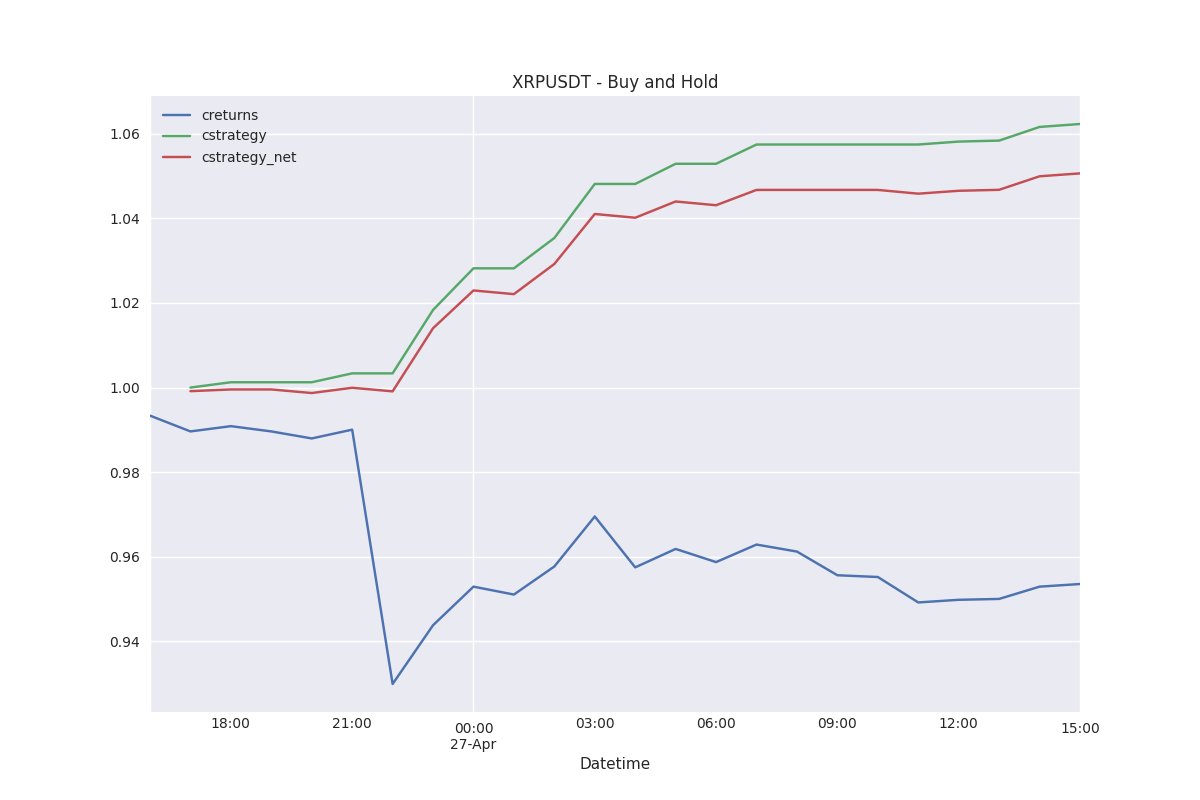 XRPUSDT - Buy and Hold
creturns
cstrategy
cstrategy_net
1.06
1.04
1.02
1.00
0.98
0.96
0.94
18:00 21:00 00:00 03:00 06:00 09:00 12:00 15:00
27-Apr
Datetime